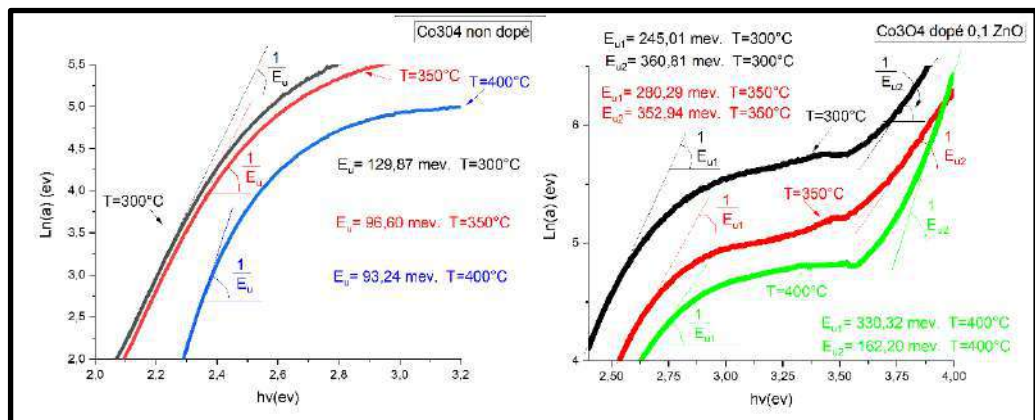 Co304 non dopé
5,5
5,0
4,5
4,0
3,5
3,0
2,5
2,0
Ln(a) (ev)
2,0
2,2
2,4
2,6
2,8
3,0
3,2
hv(ev)
1
Eu
T=350°C
T=400°C
T=300°C
1
Eu
1
Eu
Eu= 129,87 mev. T=300°C
Eu= 96,60 mev. T=350°C
Eu= 93,24 mev. T=400°C
Eu1= 245,01 mev. T=300°C
Eu2= 360,81 mev. T=300°C
Co3O4 dopé 0,1 ZnO
Eu1= 280,29 mev. T=350°C
Eu2= 352,94 mev. T=350°C
1
Eu2
T=300°C
1
Eu1
1
Eu2
1
Eu1
T=350°C
1
Eu2
T=400°C
1
Eu1
Eu1= 330,32 mev. T=400°C
Eu2= 162,20 mev. T=400°C
6
5
4
Ln(a) (ev)
2,50
2,75
3,00
3,25
3,50
3,75
4,00
hv(ev)